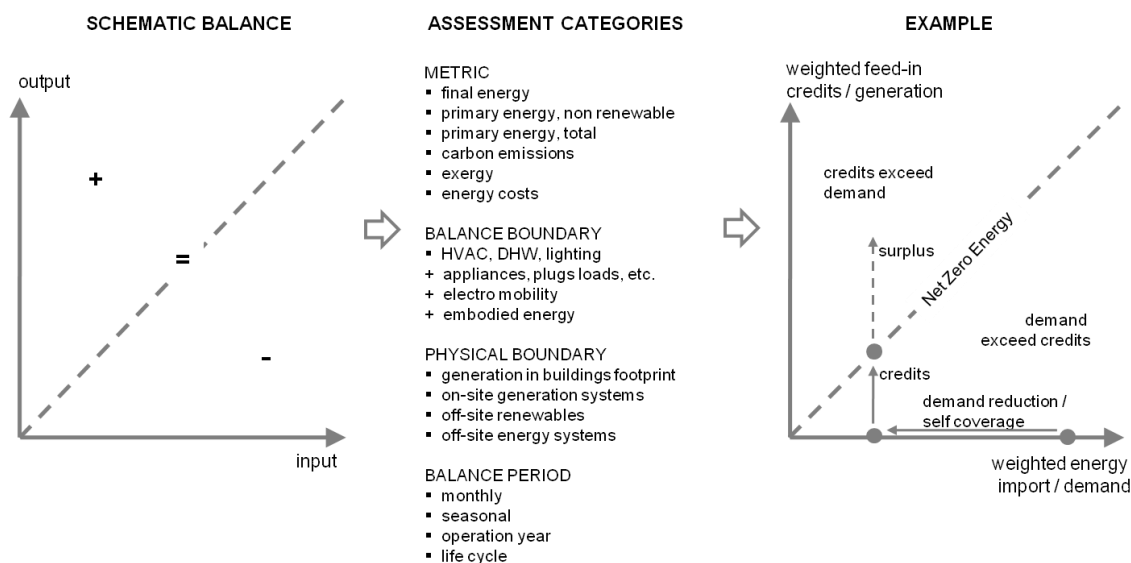 SCHEMATIC BALANCE
output
+
=
-
input
ASSESSMENT CATEGORIES
METRIC
▪ final energy
▪ primary energy, non renewable
▪ primary energy, total
▪ carbon emissions
▪ exergy
▪ energy costs
BALANCE BOUNDARY
▪ HVAC, DHW, lighting
+ appliances, plugs loads, etc.
+ electro mobility
+ embodied energy
PHYSICAL BOUNDARY
▪ generation in buildings footprint
▪ on-site generation systems
▪ off-site renewables
▪ off-site energy systems
BALANCE PERIOD
▪ monthly
▪ seasonal
▪ operation year
▪ life cycle
EXAMPLE
weighted feed-in
credits / generation
credits exceed
demand
surplus
Net Zero Energy
demand
exceed credits
credits
demand reduction /
self coverage
weighted energy
import / demand